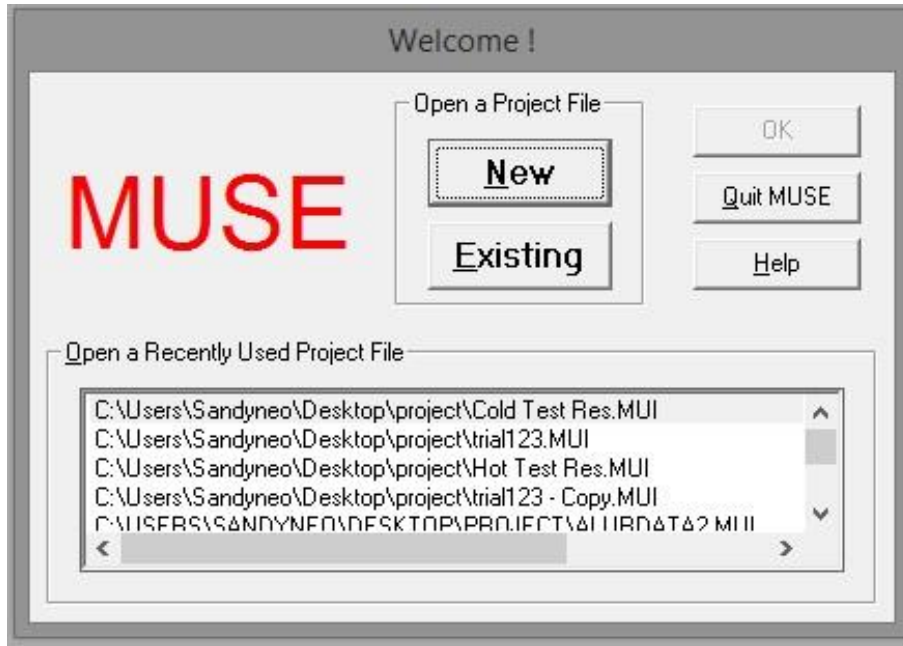 Welcome !
MUSE
Open a Project File
New
Existing
OK
Quit MUSE
Help
Open a Recently Used Project File
C:\Users\Sandyneo\Desktop\project\Cold Test Res.MUI
C:\Users\Sandyneo\Desktop\project\trial123.MUI
C:\Users\Sandyneo\Desktop\project\Hot Test Res.MUI
C:\Users\Sandyneo\Desktop\project\trial123 - Copy.MUI